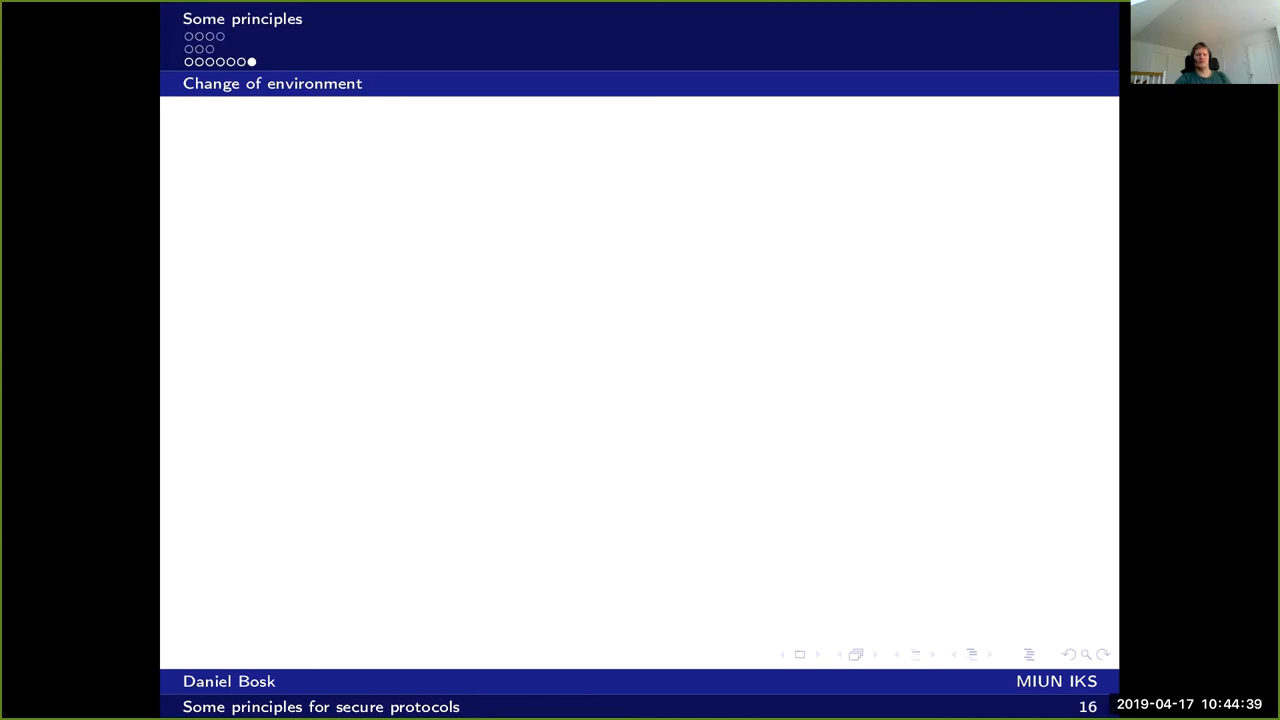 Some principles
Change of environment
Daniel Bosk
MIUN IKS
Some principles for secure protocols
16
2019-04-17 10:44:39